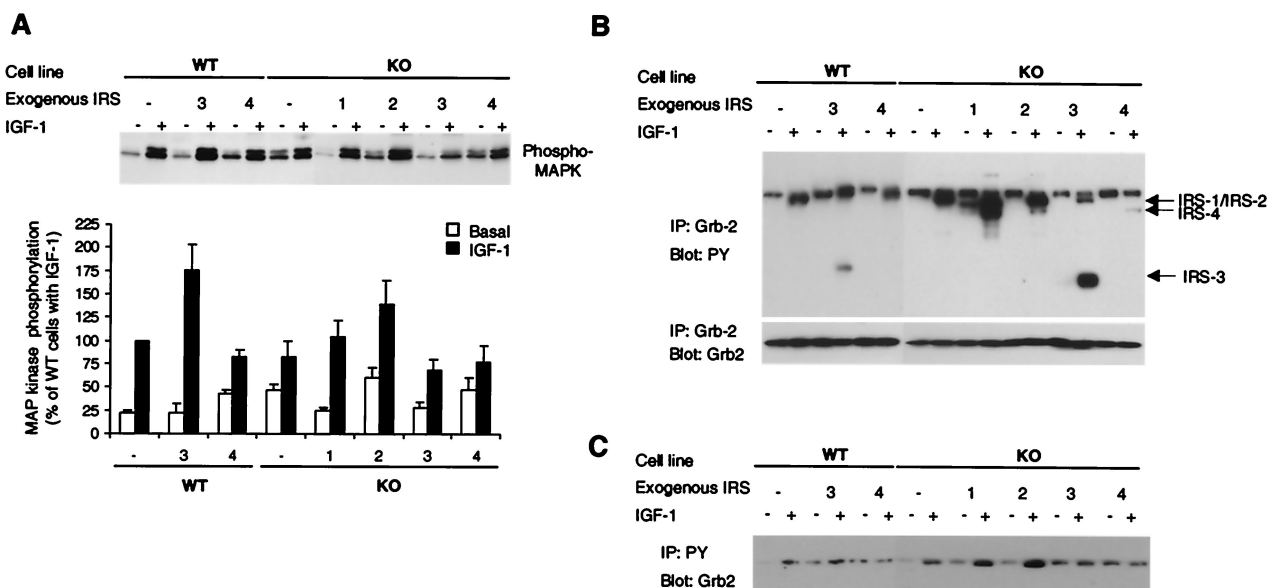 A
Cell line WT KO
Exogenous IRS - 3 4 - 1 2 3 4
IGF-1 - + - + - + - + - + - + - + - +
Phospho-
MAPK
MAP kinase phosphorylation
(% of WT cells with IGF-1)
225
200
175
150
125
100
75
50
25
0
Basal
IGF-1
- 3 4 - 1 2 3 4
WT KO
B
Cell line WT KO
Exogenous IRS - 3 4 - 1 2 3 4
IGF-1 - + - + - + - + - + - + - + - +
IP: Grb-2
Blot: PY
IRS-1/IRS-2
IRS-4
IRS-3
IP: Grb-2
Blot: Grb2
C
Cell line WT KO
Exogenous IRS - 3 4 - 1 2 3 4
IGF-1 - + - + - + - + - + - + - + - +
IP: PY
Blot: Grb2